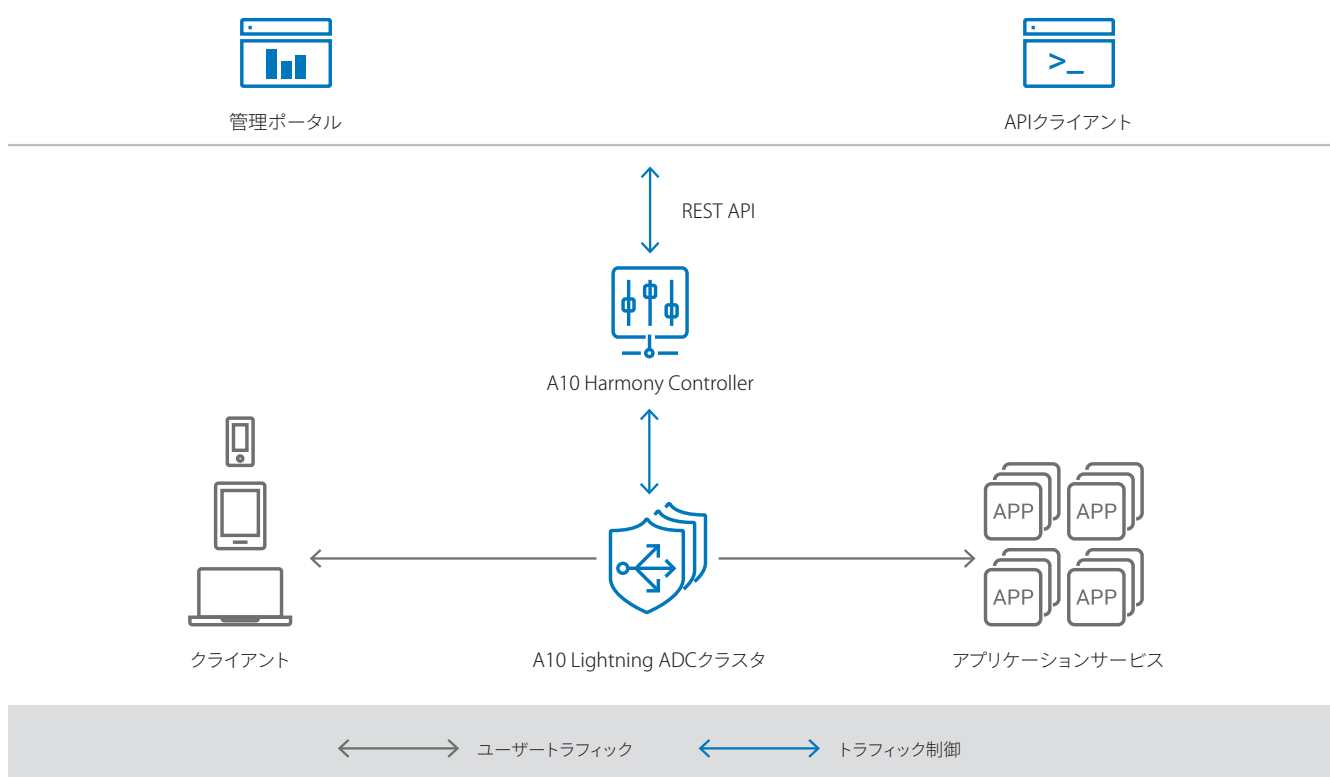 管理ポータル
>_
APIクライアント
REST API
A10 Harmony Controller
APP
APP
APP
APP
クライアント
A10 Lightning ADCクラスタ
アプリケーションサービス
ユーザートラフィック
トラフィック制御